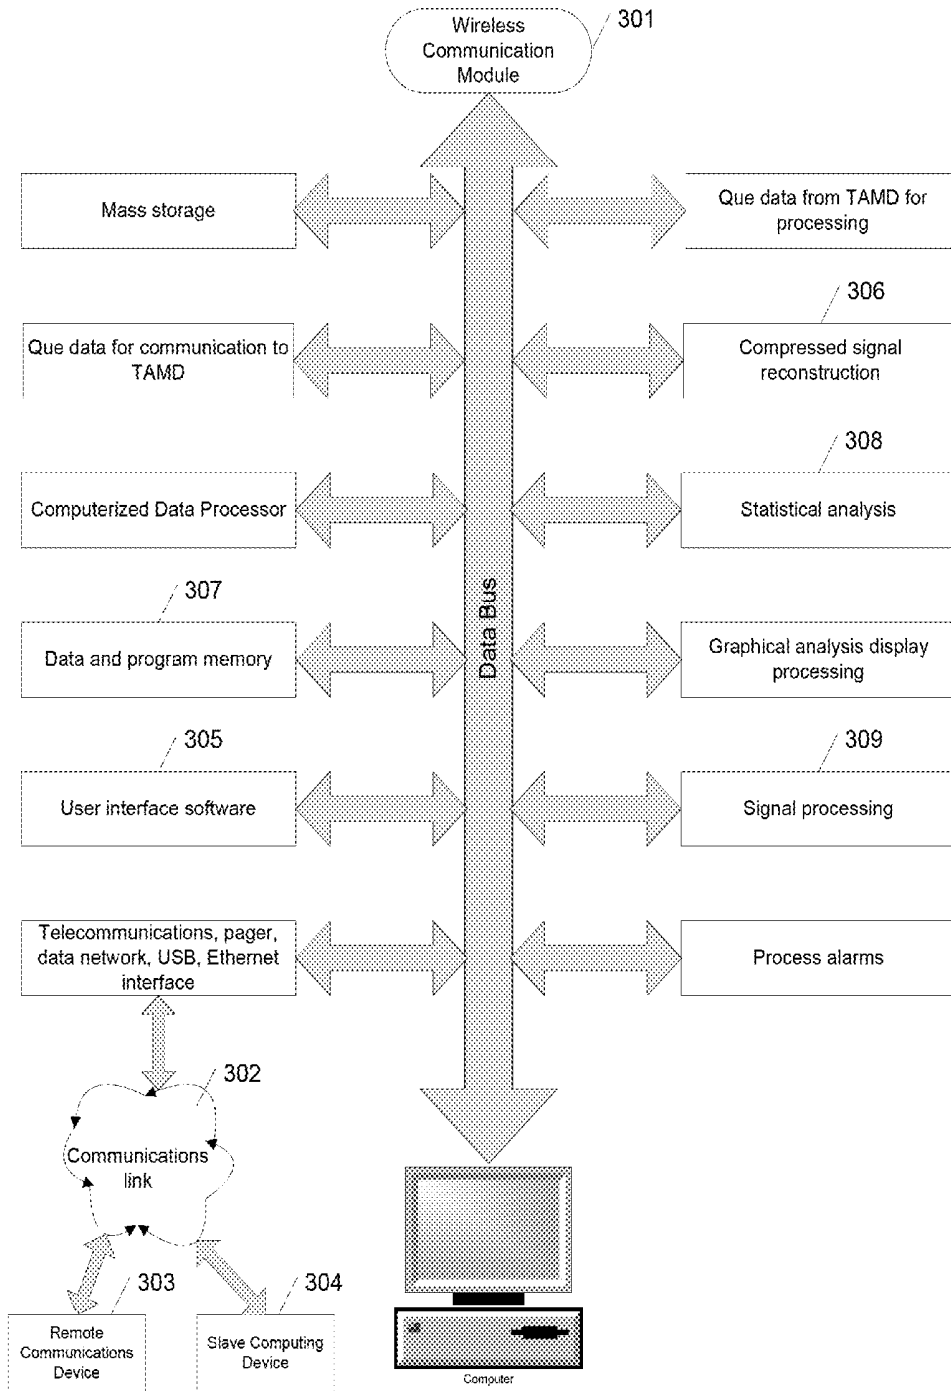 Wireless
Communication
Module
301
Mass storage
Que data from TAMD for
processing
306
Que data for communication to
TAMD
Compressed signal
reconstruction
308
Computerized Data Processor
Statistical analysis
Data Bus
307
Data and program memory
Graphical analysis display
processing
305
309
User interface software
Signal processing
Telecommunications, pager,
data network, USB, Ethernet
interface
Process alarms
302
Communications
link
303
304
Remote
Communications
Device
Slave Computing
Device
Computer